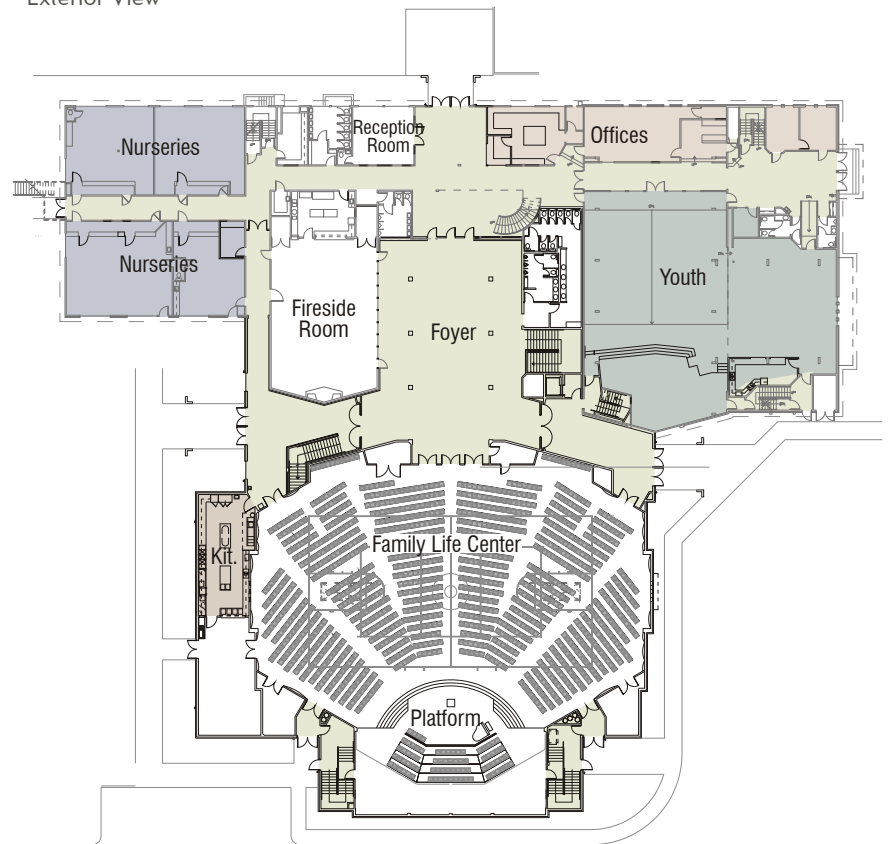 Exterior View
Reception
Room
Offices
Nurseries
Nurseries
Youth
Fireside
Room
Foyer
Family Life Center
Kit.
Platform